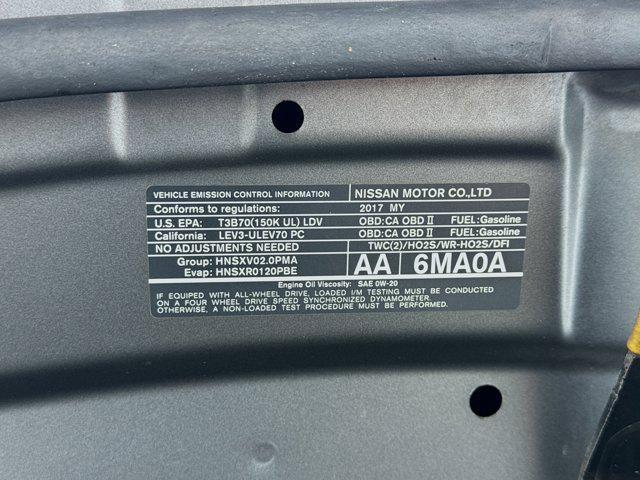 VEHICLE EMISSION CONTROL INFORMATION NISSAN MOTOR CO.,LTD
Conforms to regulations: 2017 MY
U.S. EPA: T3B70(150K UL) LDV OBD:CA OBD II FUEL:Gasoline
California: LEV3-ULEV70 PC OBD:CA OBD II FUEL:Gasoline
NO ADJUSTMENTS NEEDED TWC(2)/HO2S/WR-HO2S/DFI
Group: HNSXV02.0PMA
Evap: HNSXR0120PBE
AA 6MA0A
Engine Oil Viscosity: SAE 0W-20
IF EQUIPPED WITH ALL-WHEEL DRIVE, LOADED I/M TESTING MUST BE CONDUCTED
ON A FOUR WHEEL DRIVE SPEED SYNCHRONIZED DYNAMOMETER.
OTHERWISE, A NON-LOADED TEST PROCEDURE MUST BE PERFORMED.